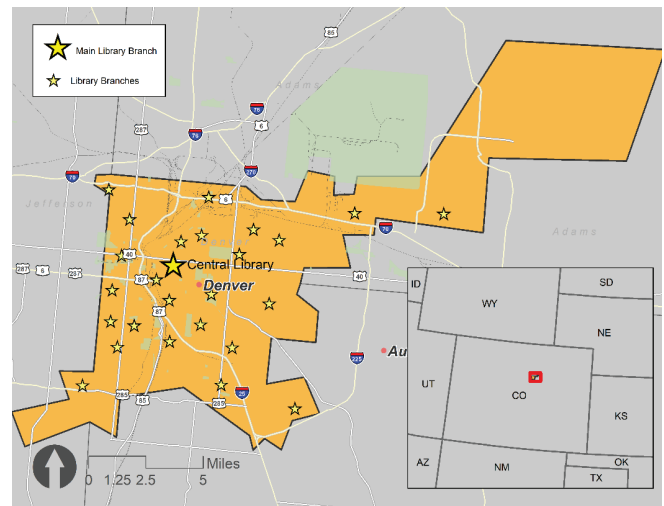 Main Library Branch
Library Branches
85
Adams
76
6
287
76
70
270
6
Jefferson
76
Adams
40
Central Library
287
6
287
87
40
Denver
87
Au
225
285
85
285
25
Miles
0 1.25 2.5 5
ID
WY
SD
NE
UT
CO
KS
AZ
NM
OK
TX